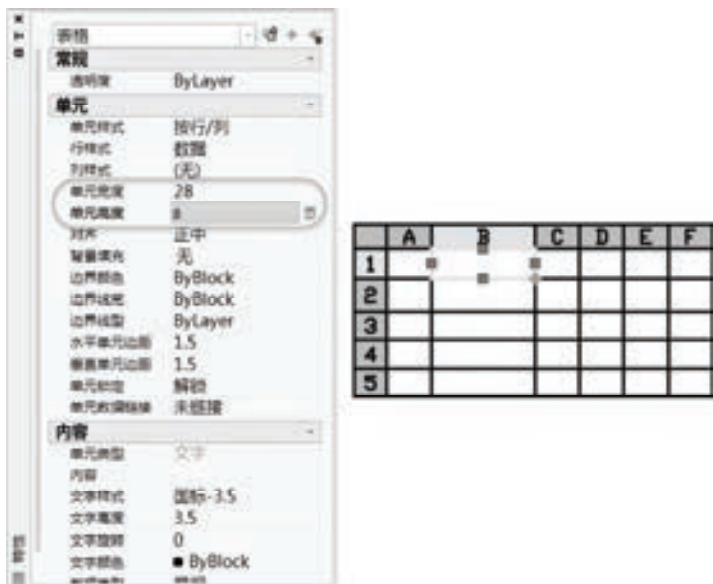 表格
常规
透明度 ByLayer
单元
单元样式 按行/列
行样式 数据
列样式 (无)
单元宽度 28
单元高度 8
对齐 正中
背景填充 无
边界颜色 ByBlock
边界线宽 ByBlock
边界线型 ByLayer
水平单元边距 1.5
垂直单元边距 1.5
单元锁定 解锁
单元数据链接 未链接
内容
单元类型 文字
内容
文字样式 国标-3.5
文字高度 3.5
文字旋转 0
文字颜色 ByBlock
特性
A B C D E F
1
2
3
4
5